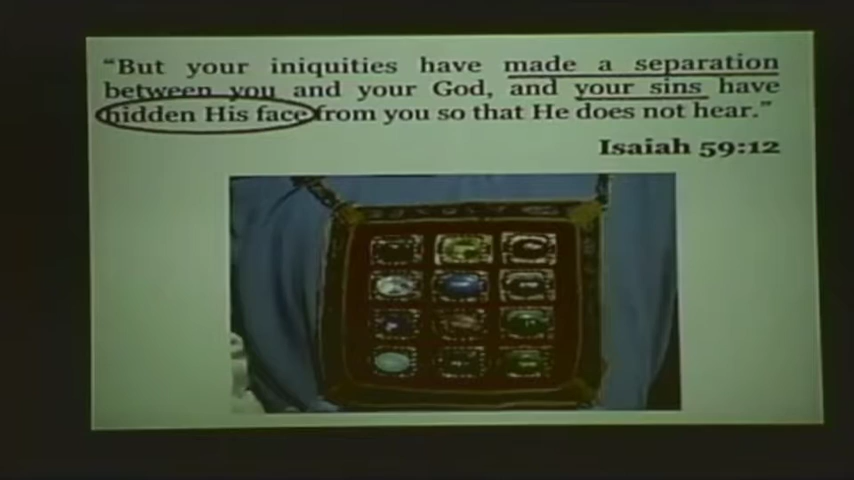 “But your iniquities have made a separation
between you and your God, and your sins have
hidden His face from you so that He does not hear.”
Isaiah 59:12